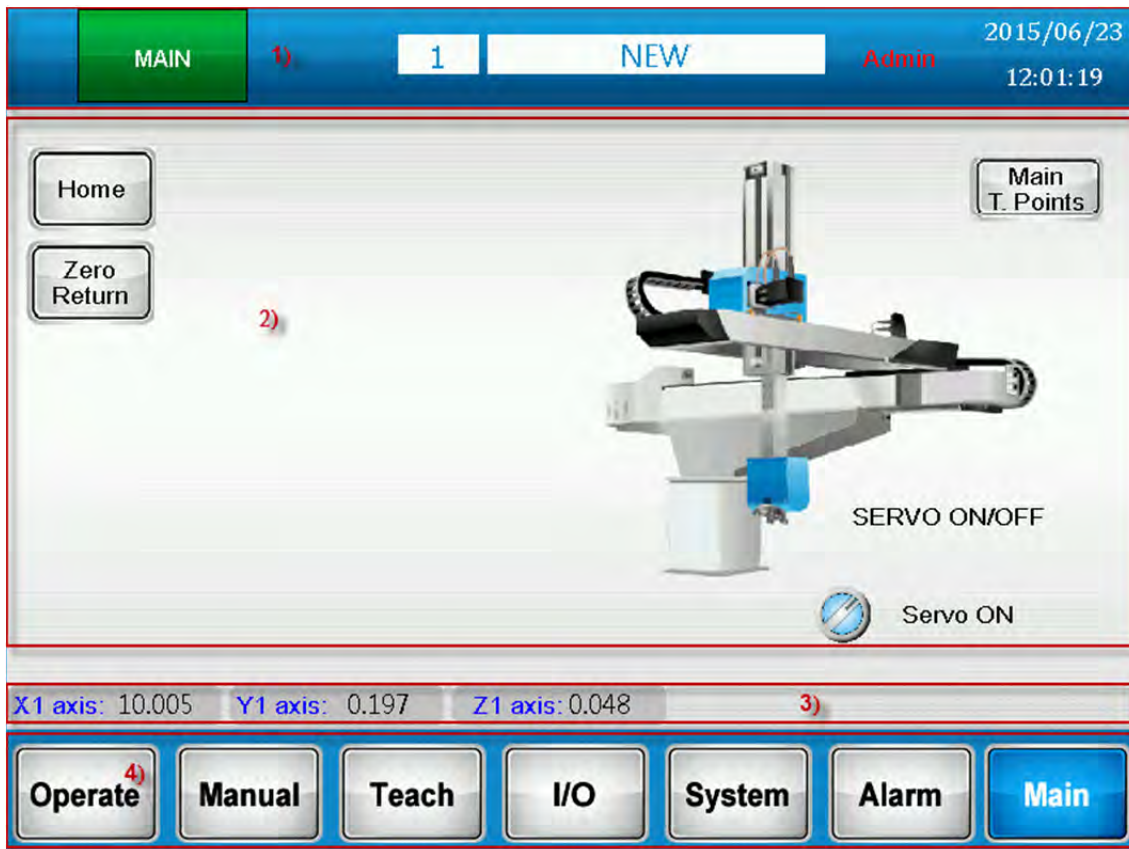 MAIN
1)
1
NEW
Admin
2015/06/23
12:01:19
Home
Zero
Return
2)
Main
T. Points
SERVO ON/OFF
Servo ON
X1 axis: 10.005 Y1 axis: 0.197 Z1 axis: 0.048 3)
4)
Operate Manual Teach I/O System Alarm Main